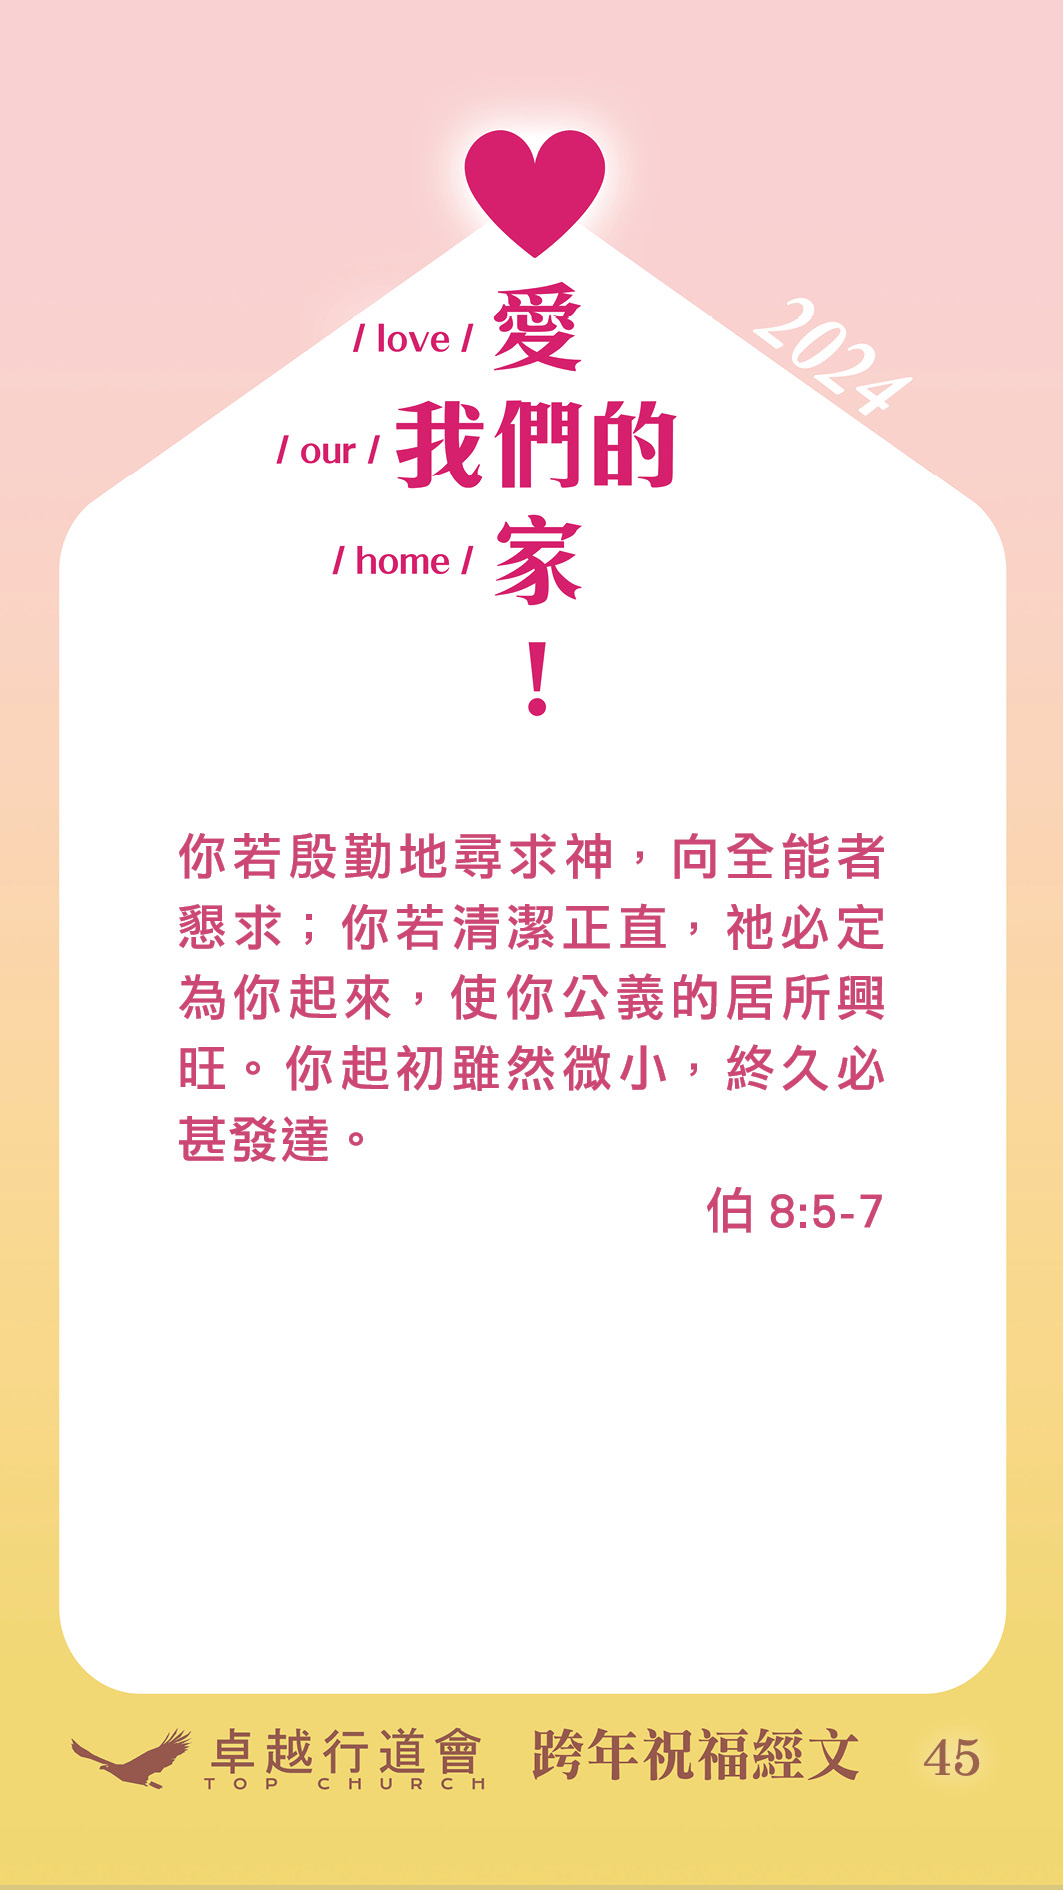 2024
/ love / 愛
/ our / 我們的
/ home / 家
！
你若殷勤地尋求神，向全能者
懇求；你若清潔正直，祂必定
為你起來，使你公義的居所興
旺。你起初雖然微小，終久必
甚發達。
伯 8:5-7
卓越行道會
TOP CHURCH
跨年祝福經文
45